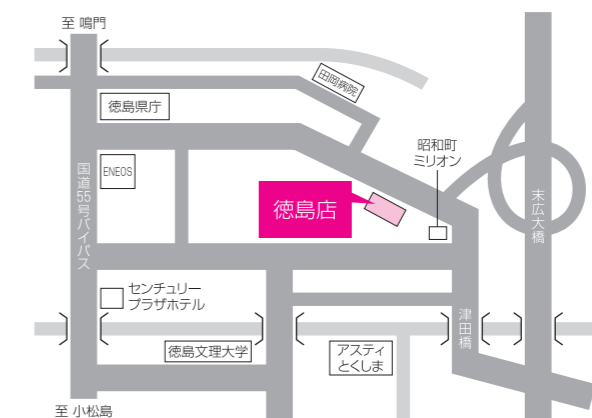 至 鳴門
田岡病院
徳島県庁
昭和町
ミリオン
ENEOS
国道55号バイパス
徳島店
末広大橋
センチュリー
プラザホテル
津田橋
徳島文理大学
アスティ
とくしま
至 小松島